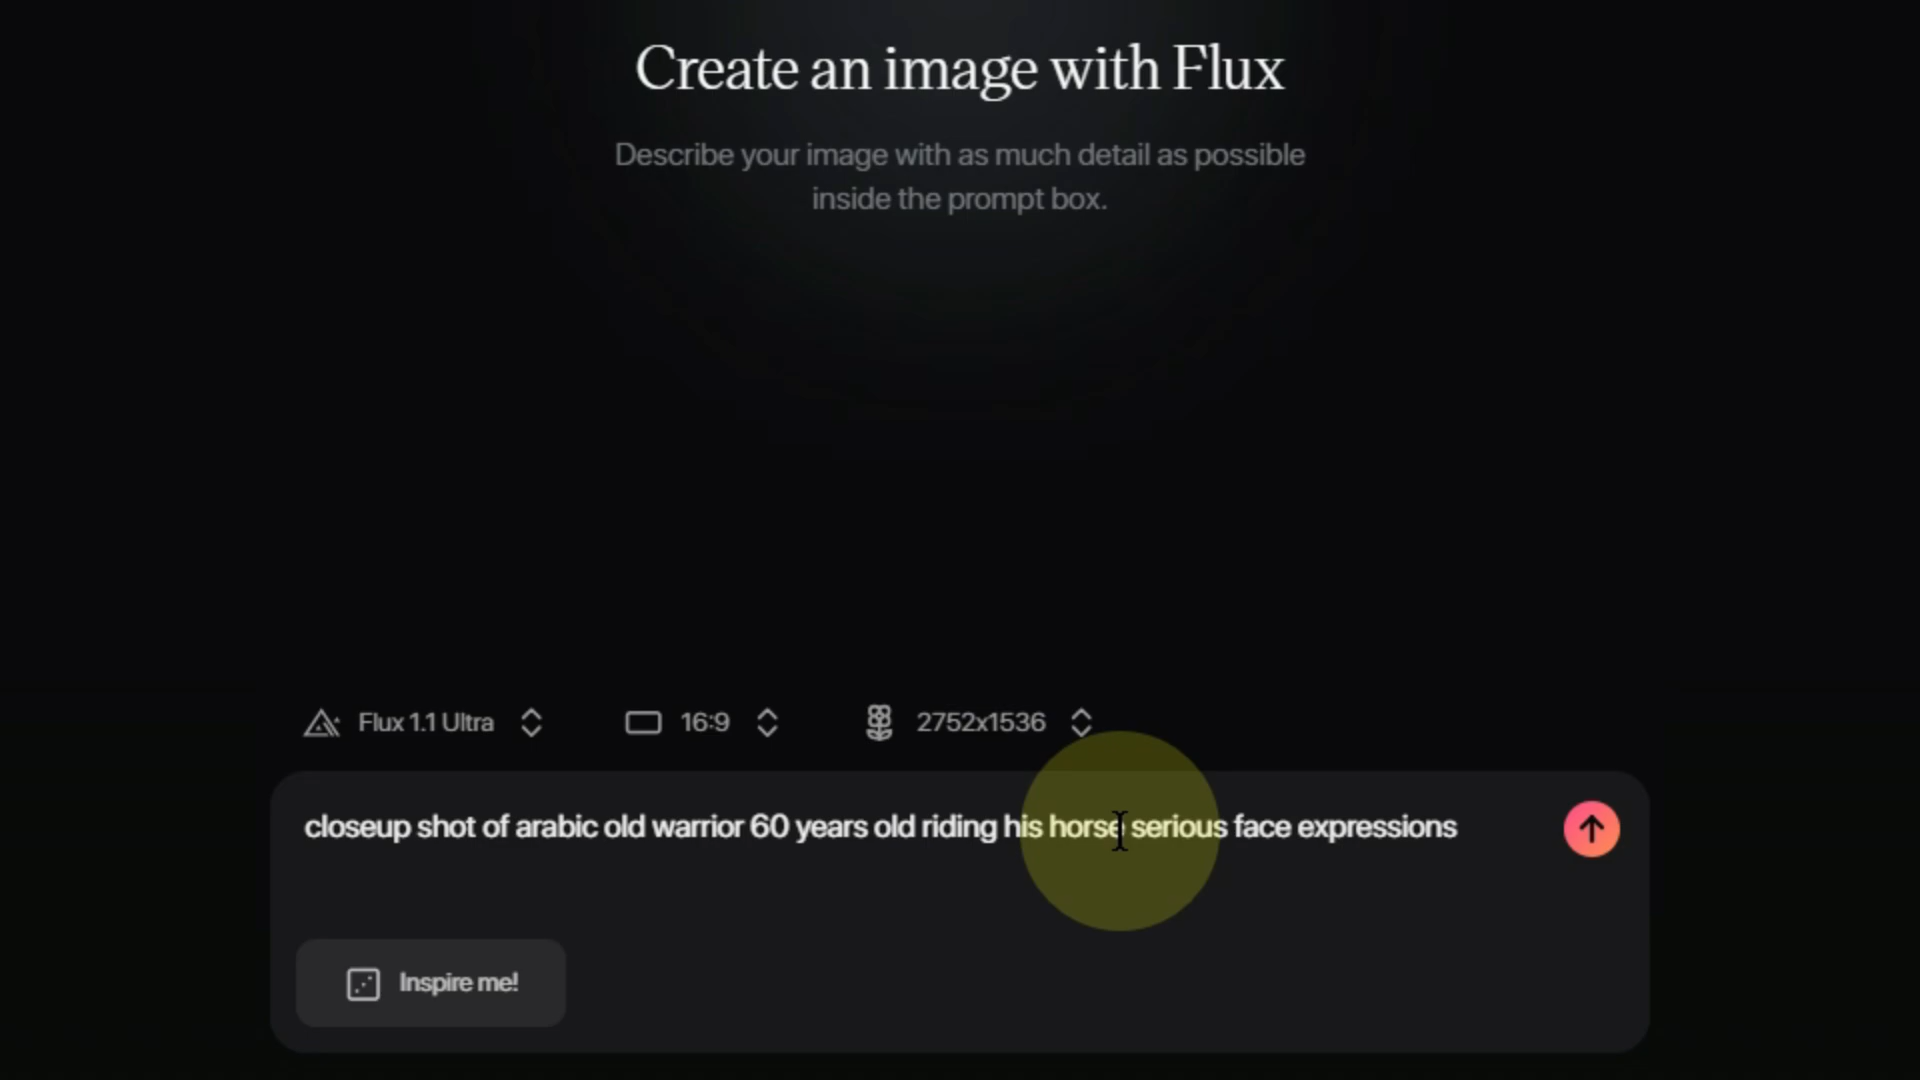 Create an image with Flux
Describe your image with as much detail as possible
inside the prompt box.
Flux 1.1 Ultra
16:9
2752x1536
closeup shot of arabic old warrior 60 years old riding his horse serious face expressions
Inspire me!